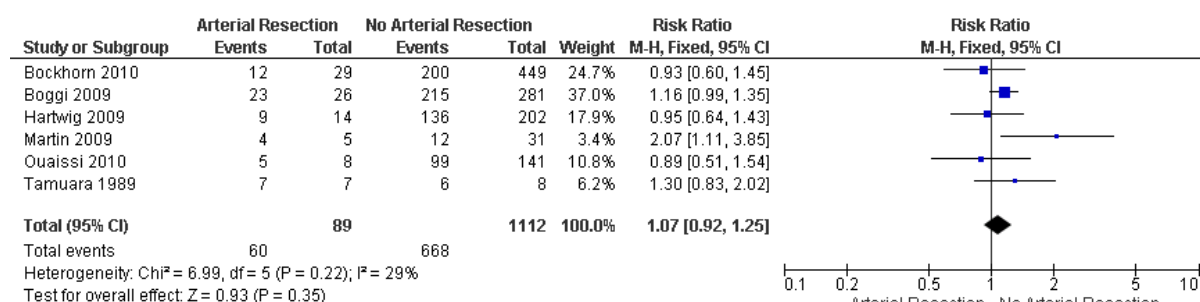 Arterial Resection No Arterial Resection Risk Ratio Risk Ratio
Study or Subgroup Events Total Events Total Weight M-H, Fixed, 95% CI M-H, Fixed, 95% CI
Bockhorn 2010 12 29 200 449 24.7% 0.93 [0.60, 1.45]
Boggi 2009 23 26 215 281 37.0% 1.16 [0.99, 1.35]
Hartwig 2009 9 14 136 202 17.9% 0.95 [0.64, 1.43]
Martin 2009 4 5 12 31 3.4% 2.07 [1.11, 3.85]
Ouaissi 2010 5 8 99 141 10.8% 0.89 [0.51, 1.54]
Tamuara 1989 7 7 6 8 6.2% 1.30 [0.83, 2.02]
Total (95% CI) 89 1112 100.0% 1.07 [0.92, 1.25]
Total events 60 668
Heterogeneity: Chi² = 6.99, df = 5 (P = 0.22); I² = 29%
Test for overall effect: Z = 0.93 (P = 0.35)
0.1 0.2 0.5 1 2 5 10
Arterial Resection No Arterial Resection